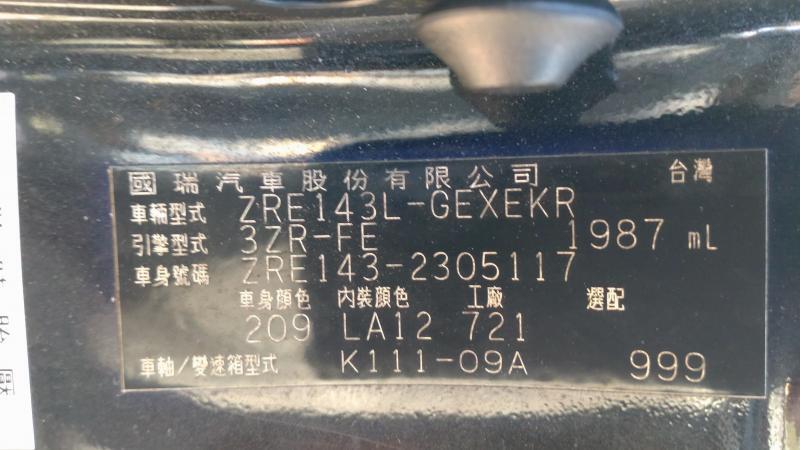 國瑞汽車股份有限公司 台灣
車輛型式 ZRE143L-GEXEKR
引擎型式 3ZR-FE 1987 mL
車身號碼 ZRE143-2305117
車身顏色 內裝顏色 工廠 選配
209 LA12 721
車軸/變速箱型式 K111-09A 999